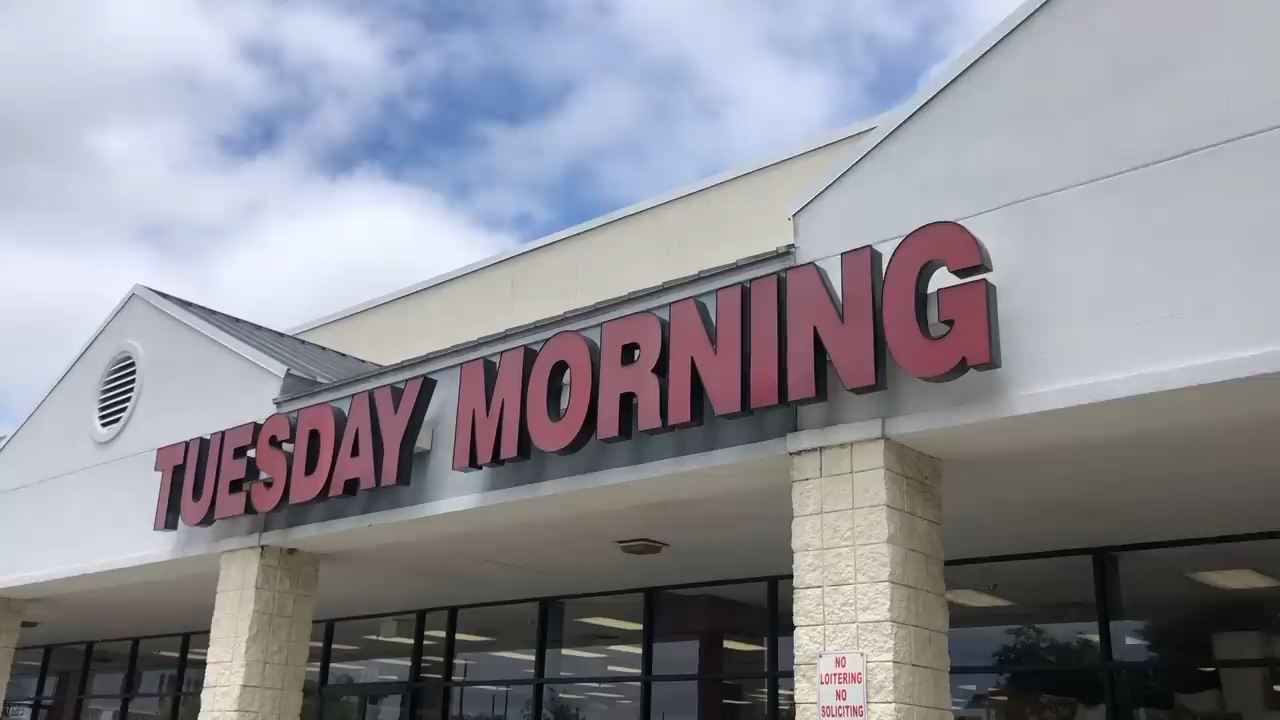 TUESDAY MORNING
NO
LOITERING
NO
SOLICITING